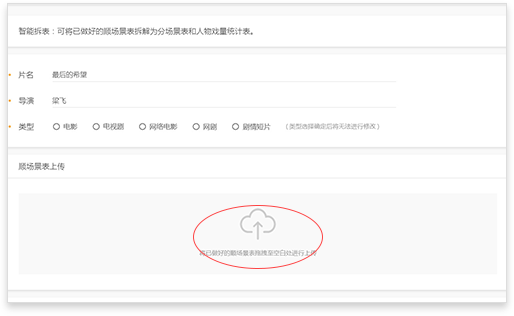 智能拆表：可将已做好的顺场景表拆解为分场景表和人物戏量统计表。
片名 最后的希望
导演 梁飞
类型 电影 电视剧 网络电影 网剧 剧情短片 （类型选择确定后将无法进行修改）
顺场景表上传
将已做好的顺场景表拖拽至空白处进行上传